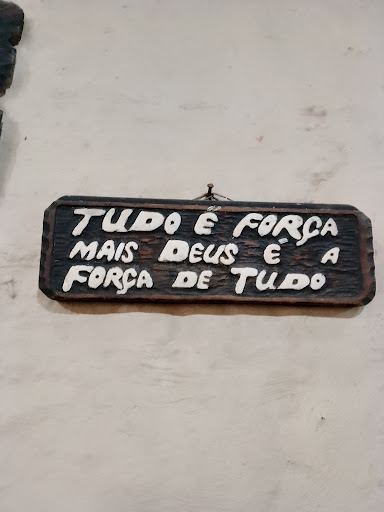 TUDO É FORÇA
MAIS DEUS É A
FORÇA DE TUDO